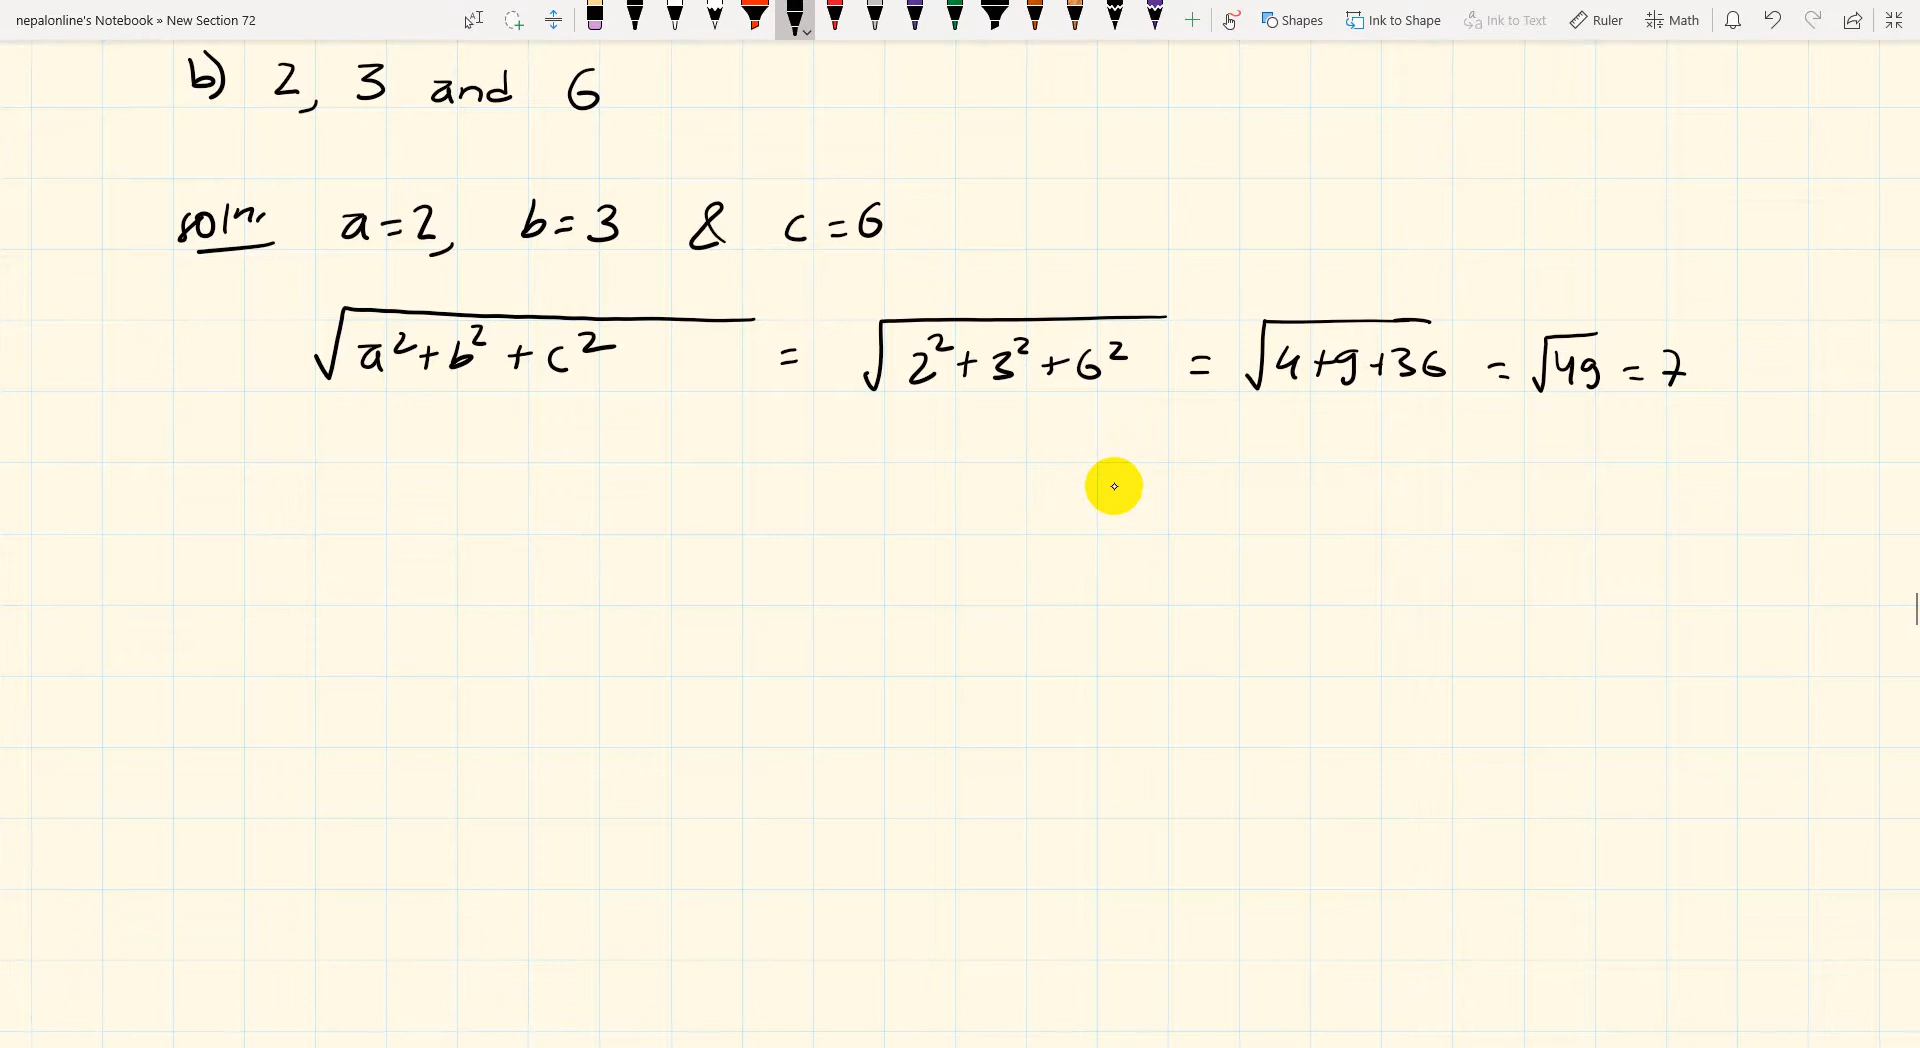 nepalonline's Notebook » New Section 72
Shapes Ink to Shape Ink to Text Ruler Math
b) 2, 3 and 6
soln. a=2, b=3 & c=6
√a²+b²+c² = √2²+3²+6² = √4+9+36 = √49 = 7